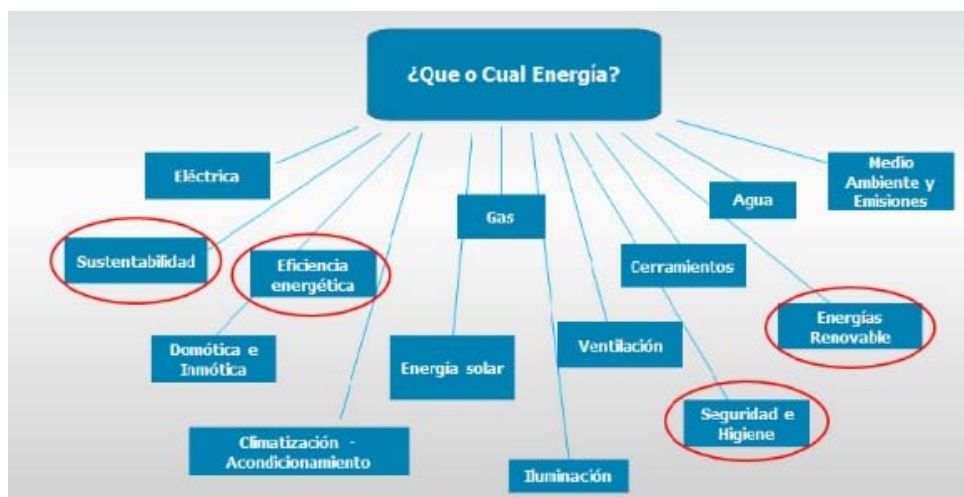 ¿Que o Cual Energía?
Eléctrica
Medio
Ambiente y
Emisiones
Agua
Gas
Sustentabilidad
Eficiencia
energética
Cerramientos
Energías
Renovable
Domótica e
Inmótica
Energía solar
Ventilación
Seguridad e
Higiene
Climatización -
Acondicionamiento
Iluminación